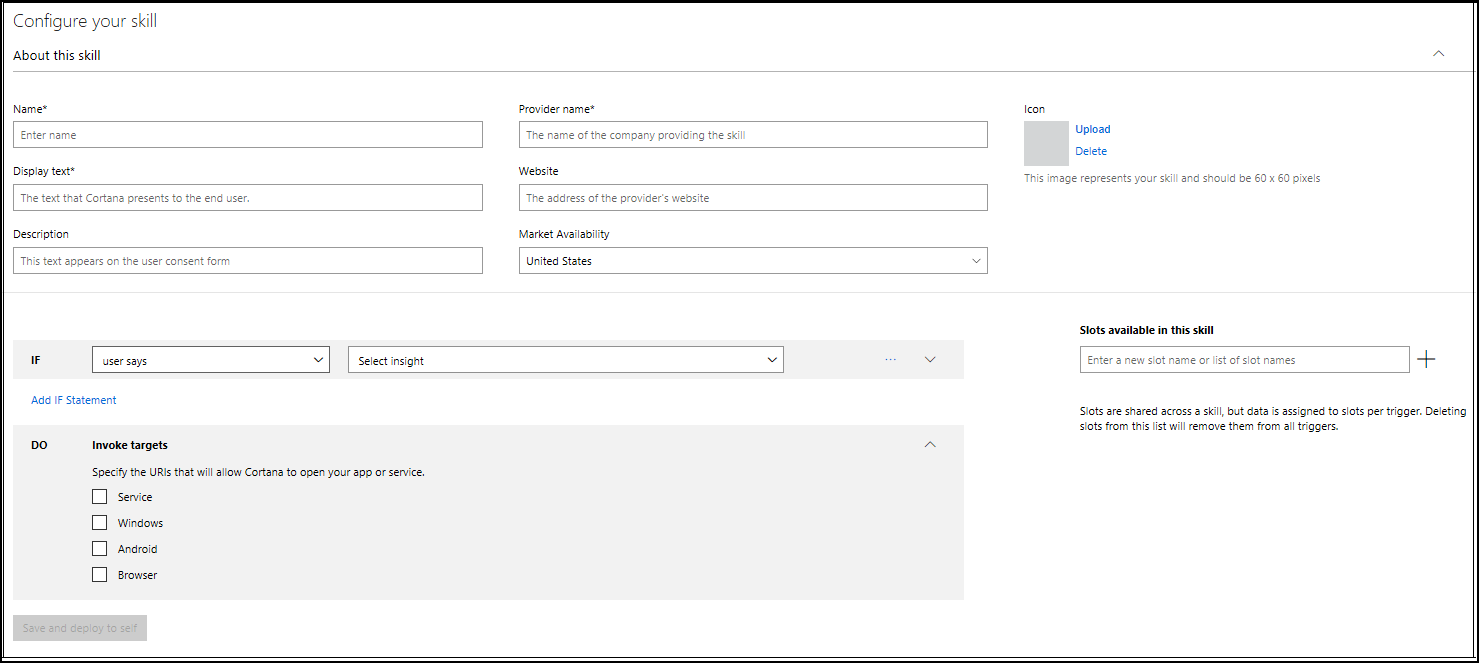 Configure your skill
About this skill
Name*
Enter name
Provider name*
The name of the company providing the skill
Icon
Upload
Delete
This image represents your skill and should be 60 x 60 pixels
Display text*
The text that Cortana presents to the end user.
Website
The address of the provider's website
Description
This text appears on the user consent form
Market Availability
United States
IF
user says
Select insight
...
Add IF Statement
DO
Invoke targets
Specify the URIs that will allow Cortana to open your app or service.
Service
Windows
Android
Browser
Slots available in this skill
Enter a new slot name or list of slot names
Slots are shared across a skill, but data is assigned to slots per trigger. Deleting
slots from this list will remove them from all triggers.
Save and deploy to self